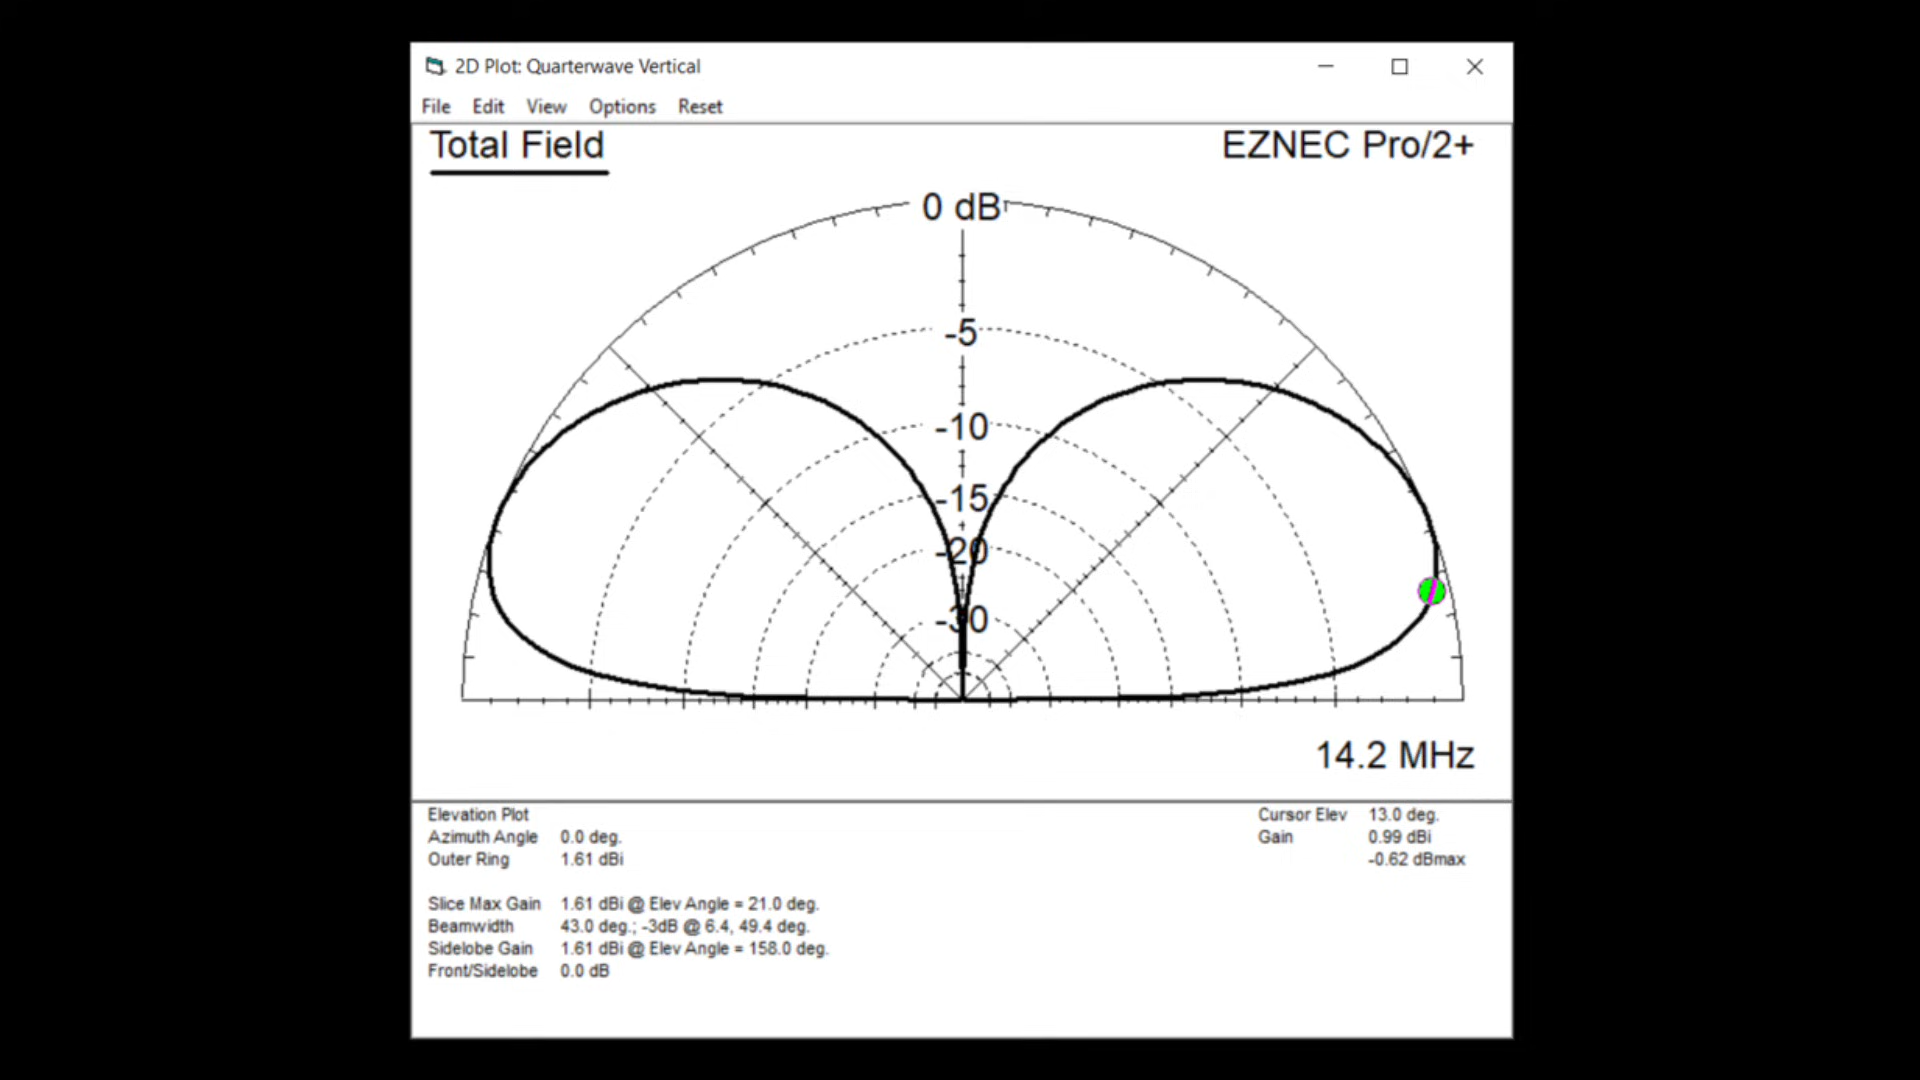 2D Plot: Quarterwave Vertical
File Edit View Options Reset
Total Field
EZNEC Pro/2+
0 dB
-5
-10
-15
-20
-30
14.2 MHz
Elevation Plot
Azimuth Angle 0.0 deg.
Outer Ring 1.61 dBi
Slice Max Gain 1.61 dBi @ Elev Angle = 21.0 deg.
Beamwidth 43.0 deg.; -3dB @ 6.4, 49.4 deg.
Sidelobe Gain 1.61 dBi @ Elev Angle = 158.0 deg.
Front/Sidelobe 0.0 dB
Cursor Elev 13.0 deg.
Gain 0.99 dBi
-0.62 dBmax